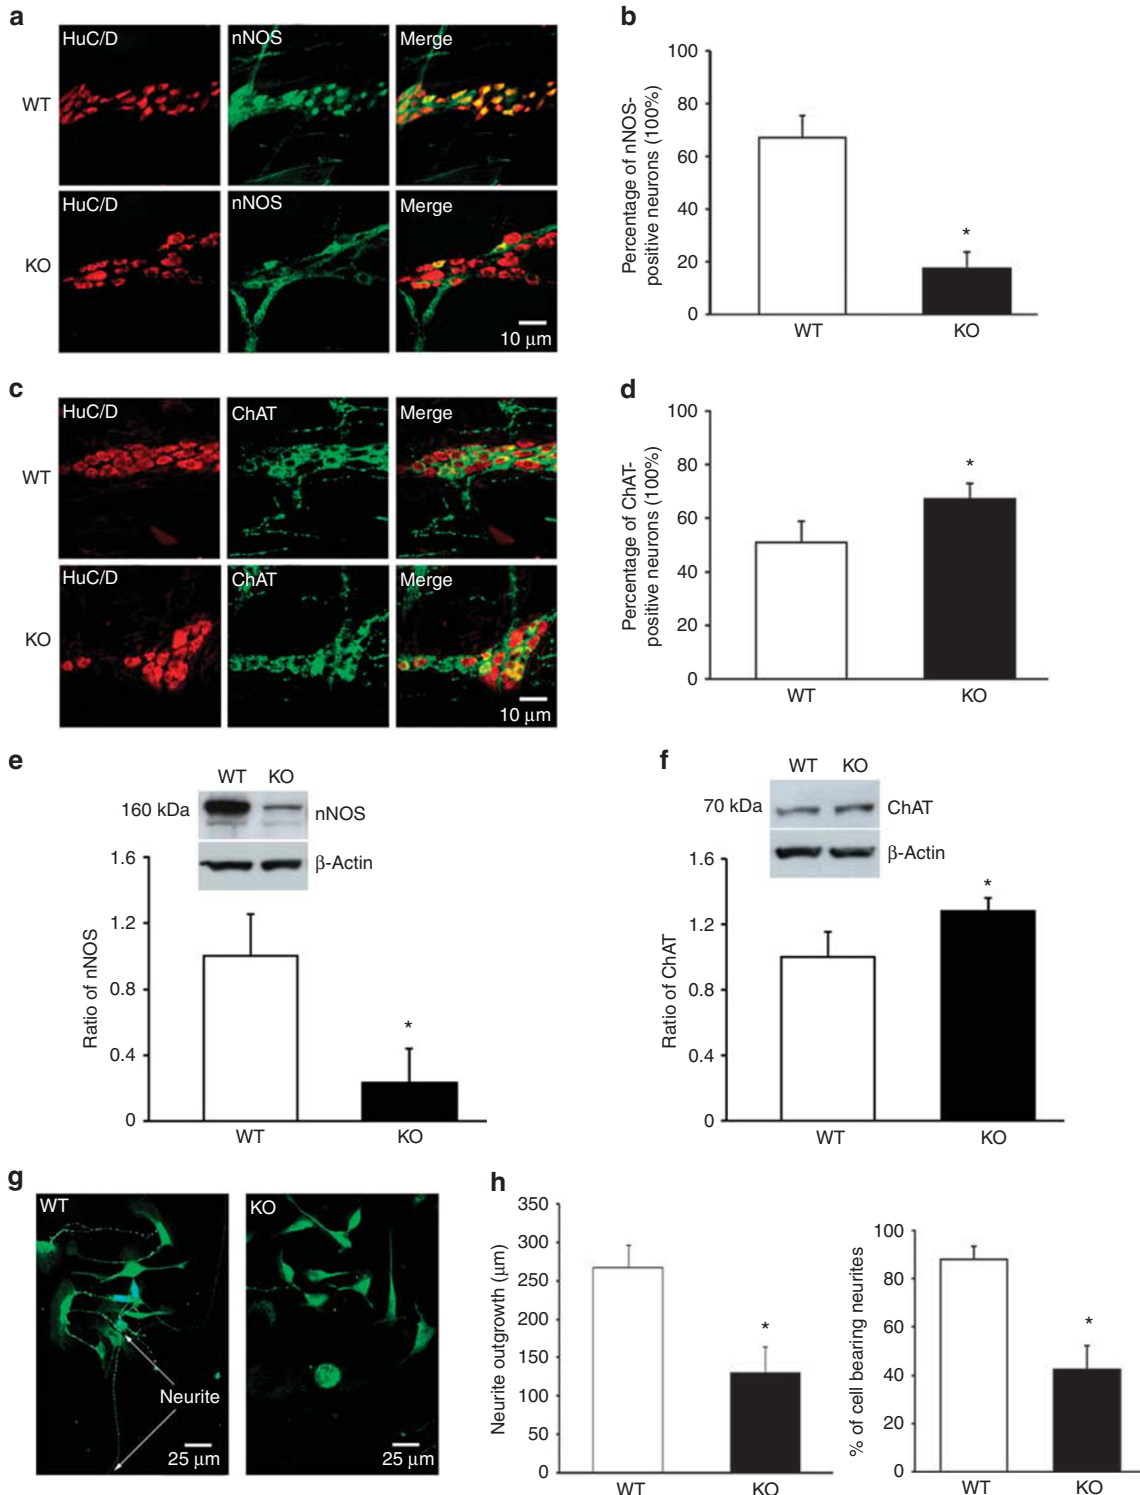 a
HuC/D
nNOS
Merge
WT
HuC/D
nNOS
Merge
KO
10 µm
b
Percentage of nNOS-
positive neurons (100%)
100
80
60
40
20
0
*
WT
KO
c
HuC/D
ChAT
Merge
WT
HuC/D
ChAT
Merge
KO
10 µm
d
Percentage of ChAT-
positive neurons (100%)
100
80
60
40
20
0
*
WT
KO
e
WT
KO
160 kDa
nNOS
β-Actin
Ratio of nNOS
1.6
1.2
0.8
0.4
0
*
WT
KO
f
WT
KO
70 kDa
ChAT
β-Actin
Ratio of ChAT
1.6
1.2
0.8
0.4
0
*
WT
KO
g
WT
Neurite
25 µm
KO
25 µm
h
Neurite outgrowth (µm)
350
300
250
200
150
100
50
0
*
WT
KO
% of cell bearing neurites
100
80
60
40
20
0
*
WT
KO